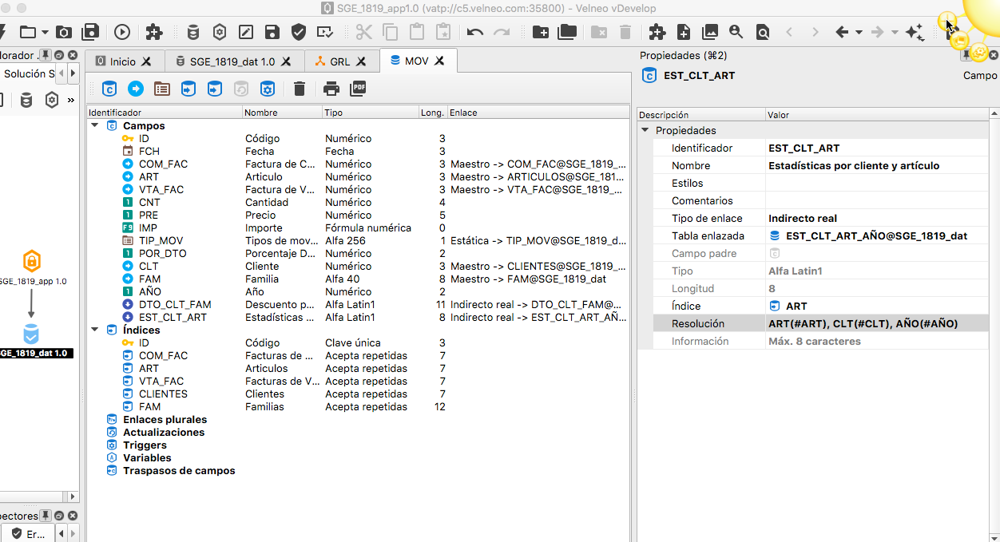 SGE_1819_app1.0 (vatp://c5.velneo.com:35800) - Velneo vDevelop
lorador ...
Solución S
»
SGE_1819_app 1.0
SGE_1819_dat 1.0
pectores
Er...
Inicio
SGE_1819_dat 1.0
GRL
MOV
PDF
Identificador Nombre Tipo Long. Enlace
Campos
ID Código Numérico 3
FCH Fecha Fecha 3
COM_FAC Factura de C... Numérico 3 Maestro -> COM_FAC@SGE_1819_...
ART Articulo Numérico 3 Maestro -> ARTICULOS@SGE_181...
VTA_FAC Factura de V... Numérico 3 Maestro -> VTA_FAC@SGE_1819_...
CNT Cantidad Numérico 4
PRE Precio Numérico 5
IMP Importe Fórmula numérica 0
TIP_MOV Tipos de mov... Alfa 256 1 Estática -> TIP_MOV@SGE_1819_d...
POR_DTO Porcentaje D... Numérico 2
CLT Cliente Numérico 3 Maestro -> CLIENTES@SGE_1819_...
FAM Familia Alfa 40 8 Maestro -> FAM@SGE_1819_dat
AÑO Año Numérico 2
DTO_CLT_FAM Descuento p... Alfa Latin1 11 Indirecto real -> DTO_CLT_FAM@...
EST_CLT_ART Estadísticas ... Alfa Latin1 8 Indirecto real -> EST_CLT_ART_AÑ...
Índices
ID Código Clave única 3
COM_FAC Facturas de ... Acepta repetidas 7
ART Articulos Acepta repetidas 7
VTA_FAC Facturas de V... Acepta repetidas 7
CLIENTES Clientes Acepta repetidas 7
FAM Familias Acepta repetidas 12
Enlaces plurales
Actualizaciones
Triggers
Variables
Traspasos de campos
Propiedades (⌘2)
EST_CLT_ART Campo
Descripción Valor
Propiedades
Identificador EST_CLT_ART
Nombre Estadísticas por cliente y artículo
Estilos
Comentarios
Tipo de enlace Indirecto real
Tabla enlazada EST_CLT_ART_AÑO@SGE_1819_dat
Campo padre
Tipo Alfa Latin1
Longitud 8
Índice ART
Resolución ART(#ART), CLT(#CLT), AÑO(#AÑO)
Información Máx. 8 caracteres